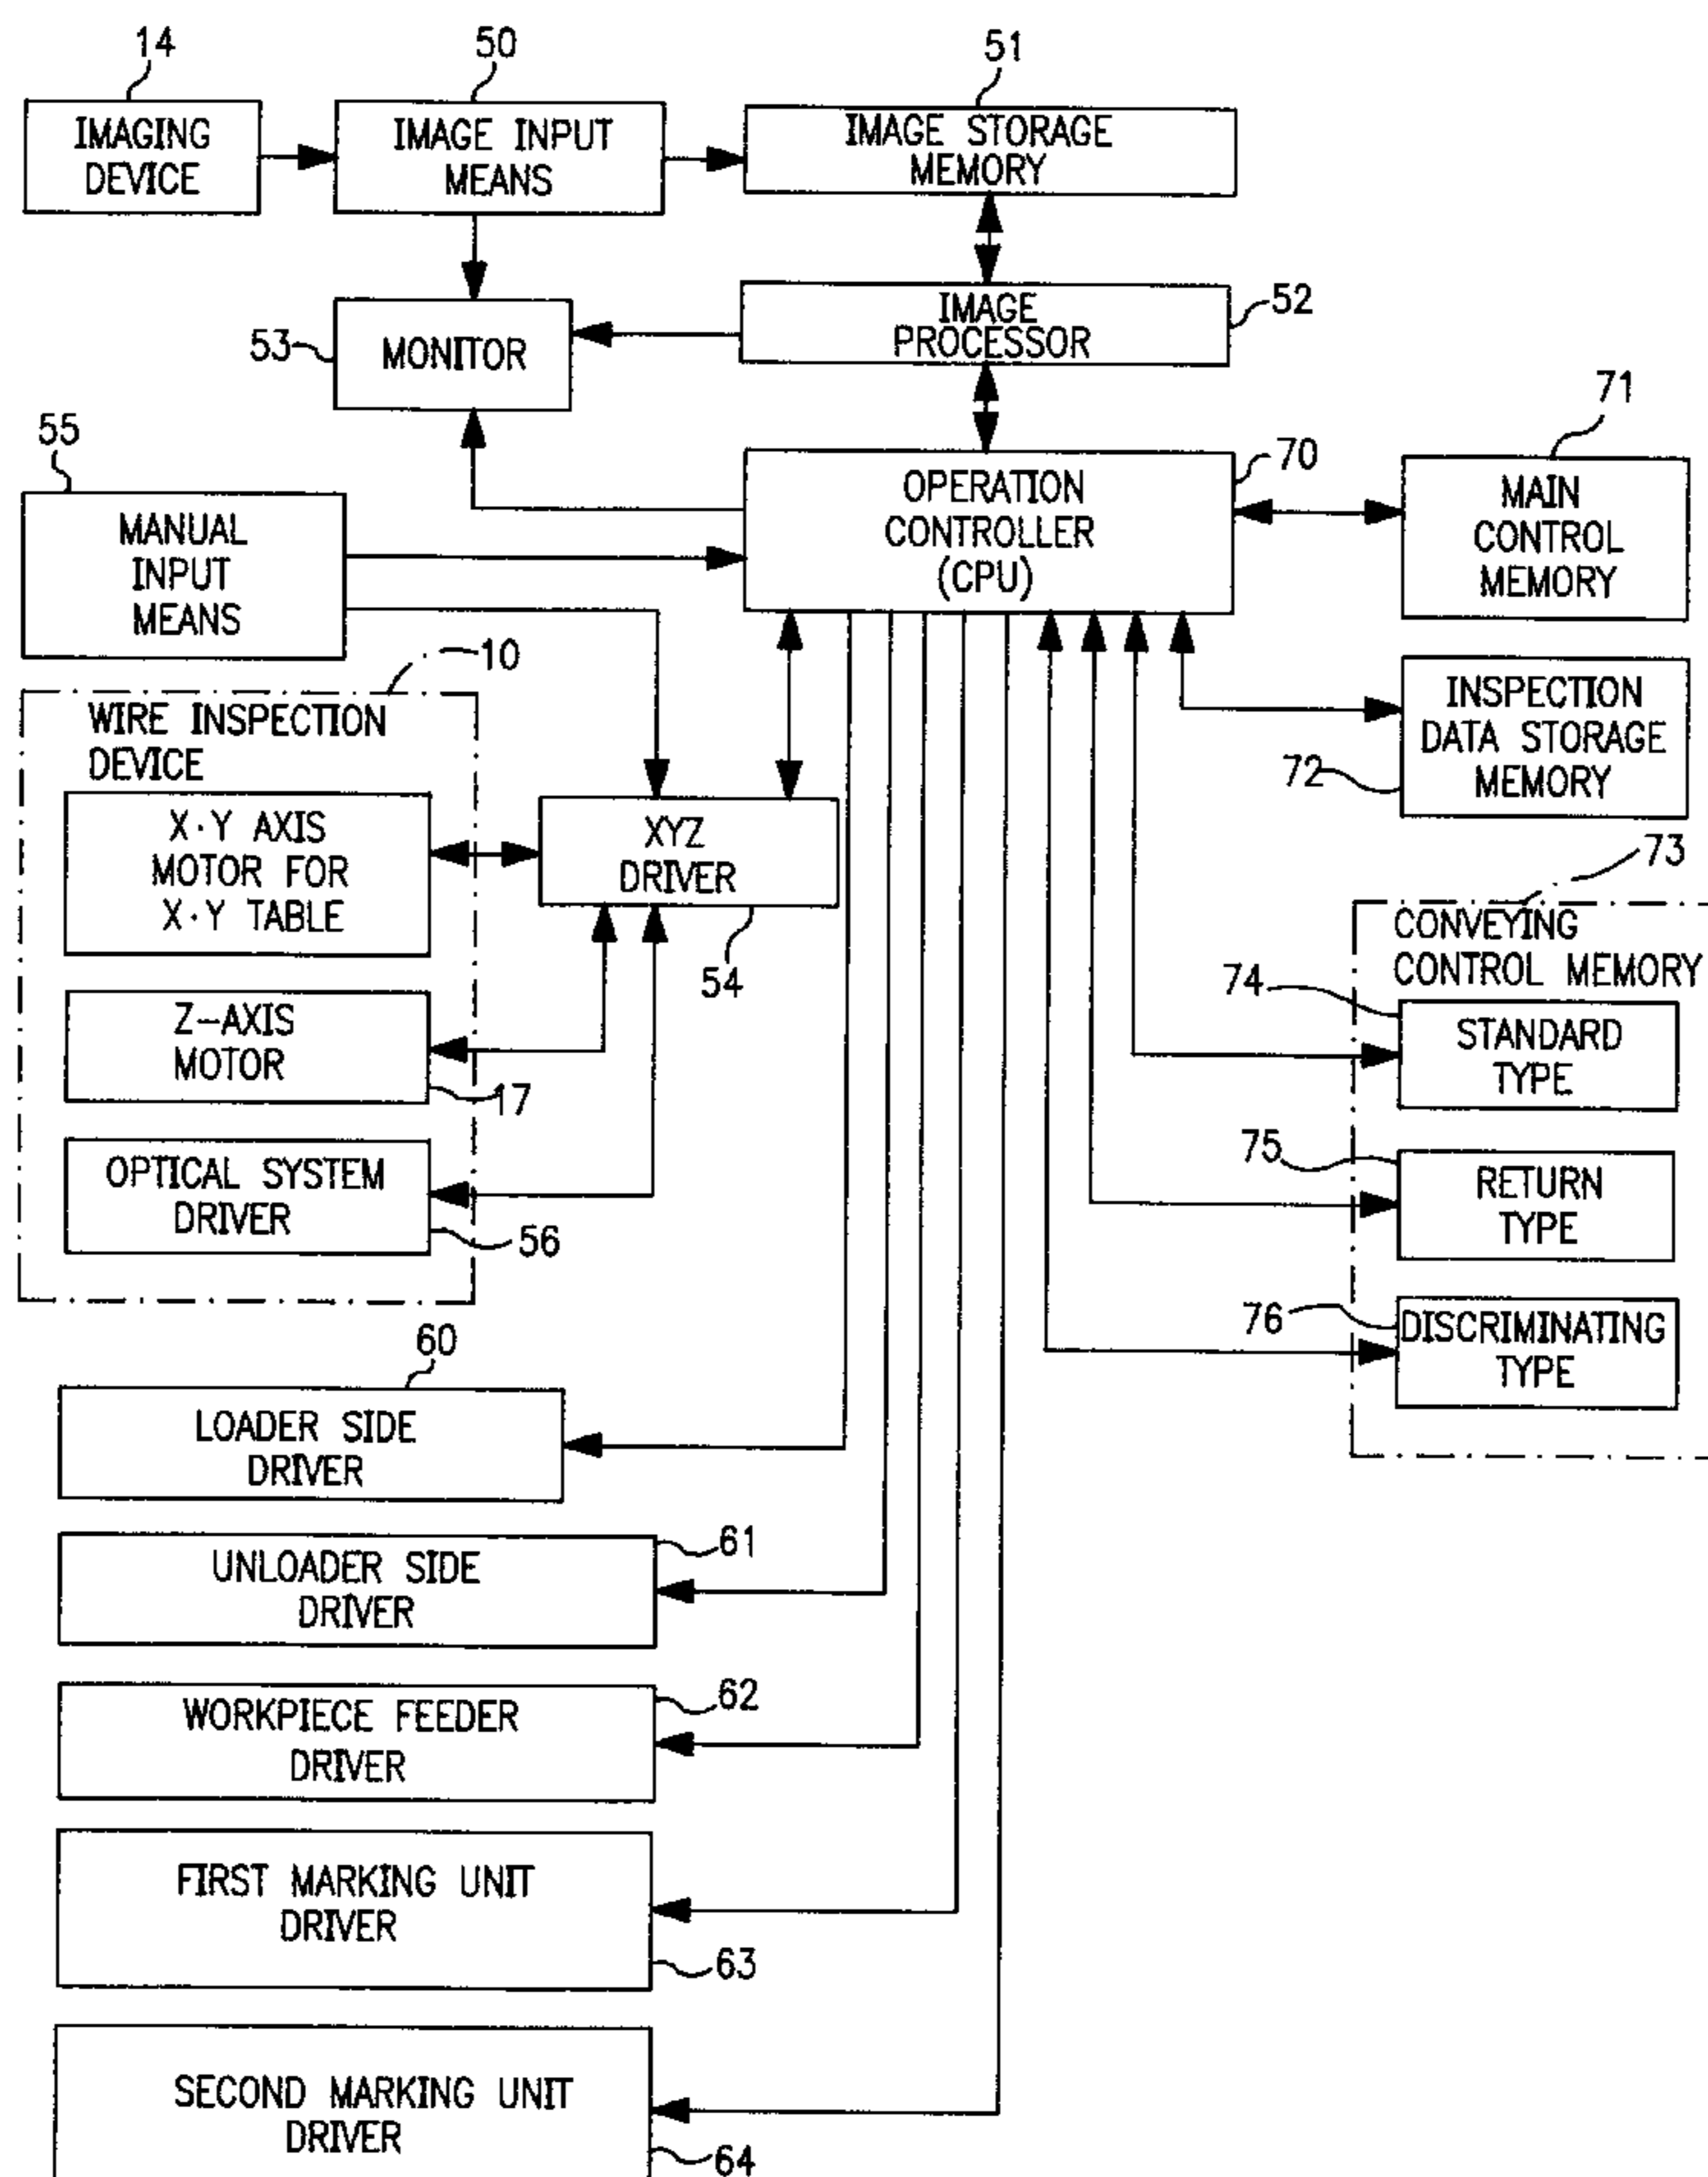 14
50
51
IMAGING
DEVICE
IMAGE INPUT
MEANS
IMAGE STORAGE
MEMORY
53
MONITOR
IMAGE
PROCESSOR
52
55
MANUAL
INPUT
MEANS
OPERATION
CONTROLLER
(CPU)
70
71
MAIN
CONTROL
MEMORY
10
WIRE INSPECTION
DEVICE
X·Y AXIS
MOTOR FOR
X·Y TABLE
XYZ
DRIVER
54
INSPECTION
DATA STORAGE
MEMORY
72
73
CONVEYING
CONTROL MEMORY
Z-AXIS
MOTOR
17
74
STANDARD
TYPE
OPTICAL SYSTEM
DRIVER
56
75
RETURN
TYPE
76
DISCRIMINATING
TYPE
60
LOADER SIDE
DRIVER
61
UNLOADER SIDE
DRIVER
62
WORKPIECE FEEDER
DRIVER
FIRST MARKING UNIT
DRIVER
63
SECOND MARKING UNIT
DRIVER
64